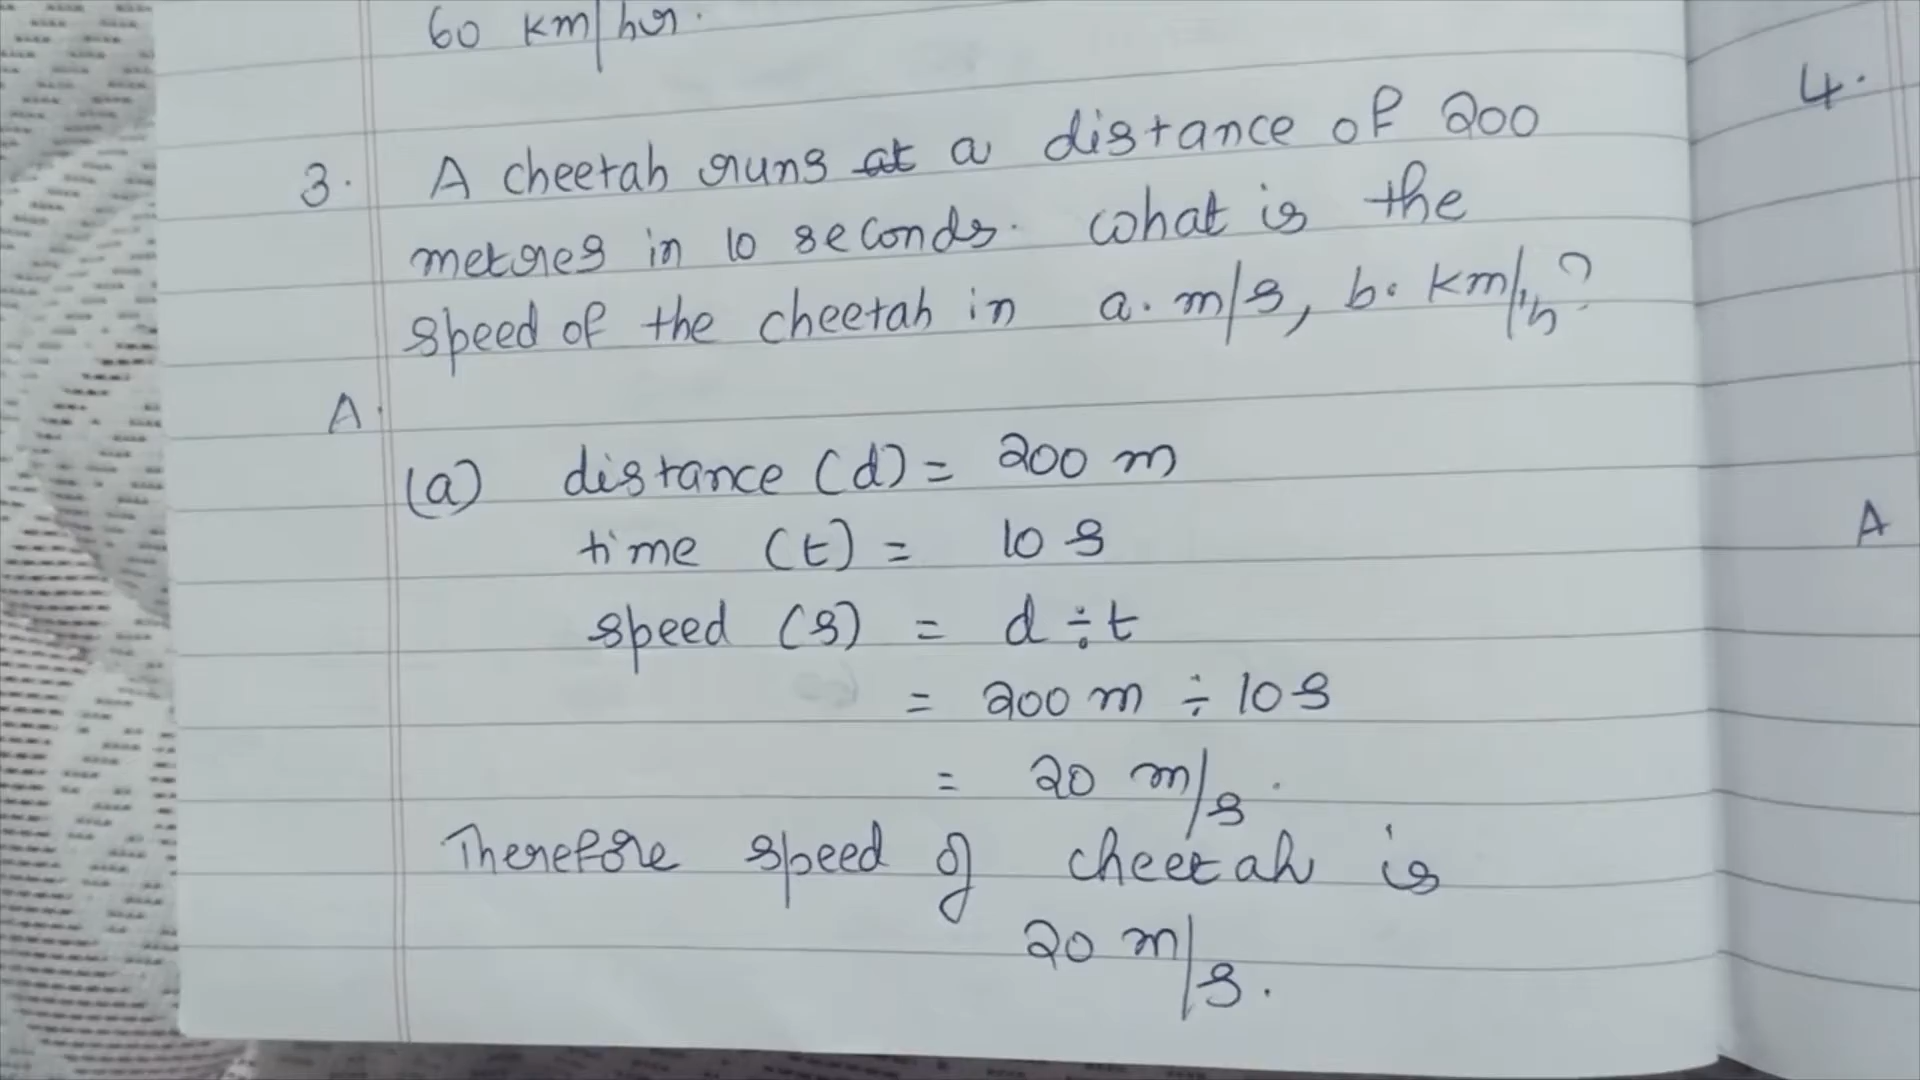 60 km/hr.
3. A cheetah runs at a distance of 200
metres in 10 seconds. What is the
speed of the cheetah in a. m/s, b. km/h?
A.
(a) distance (d) = 200 m
time (t) = 10 s
speed (s) = d ÷ t
= 200 m ÷ 10 s
= 20 m/s.
Therefore speed of cheetah is
20 m/s.
4.
A